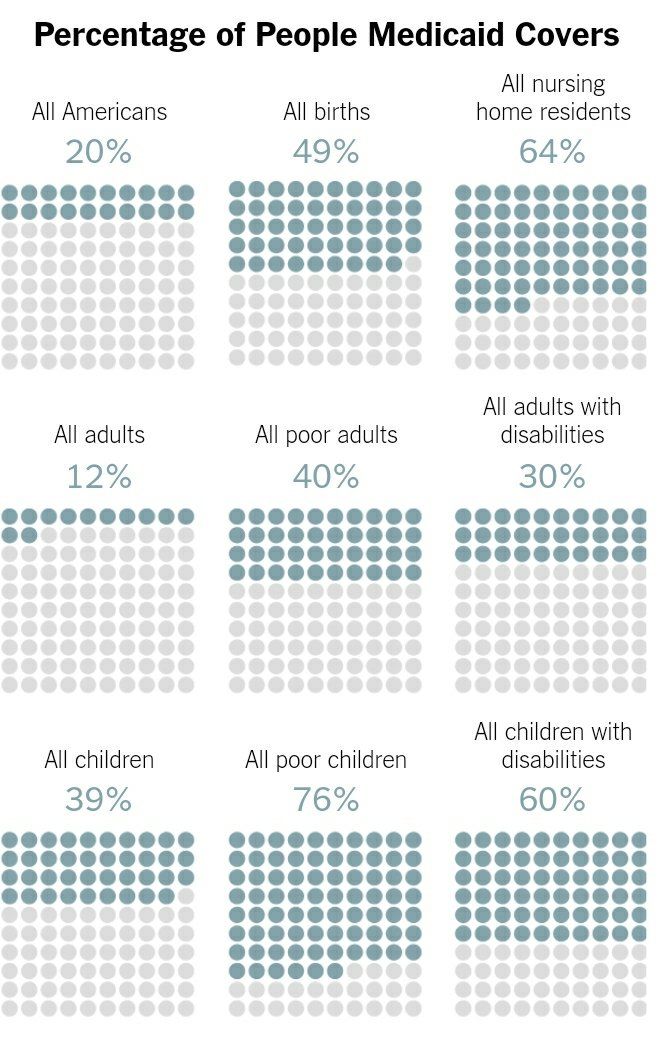 Percentage of People Medicaid Covers
All Americans
20%
All births
49%
All nursing
home residents
64%
All adults
12%
All poor adults
40%
All adults with
disabilities
30%
All children
39%
All poor children
76%
All children with
disabilities
60%